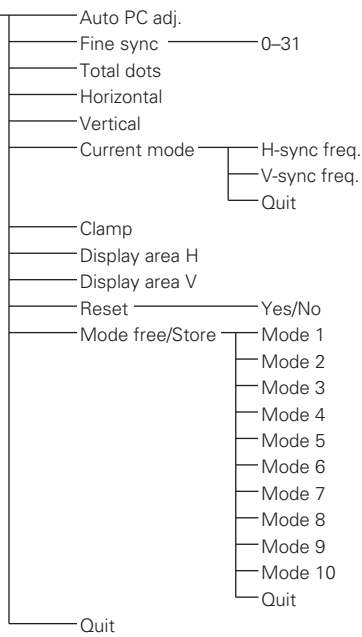 Auto PC adj.
Fine sync 0–31
Total dots
Horizontal
Vertical
Current mode H-sync freq.
V-sync freq.
Quit
Clamp
Display area H
Display area V
Reset Yes/No
Mode free/Store Mode 1
Mode 2
Mode 3
Mode 4
Mode 5
Mode 6
Mode 7
Mode 8
Mode 9
Mode 10
Quit
Quit